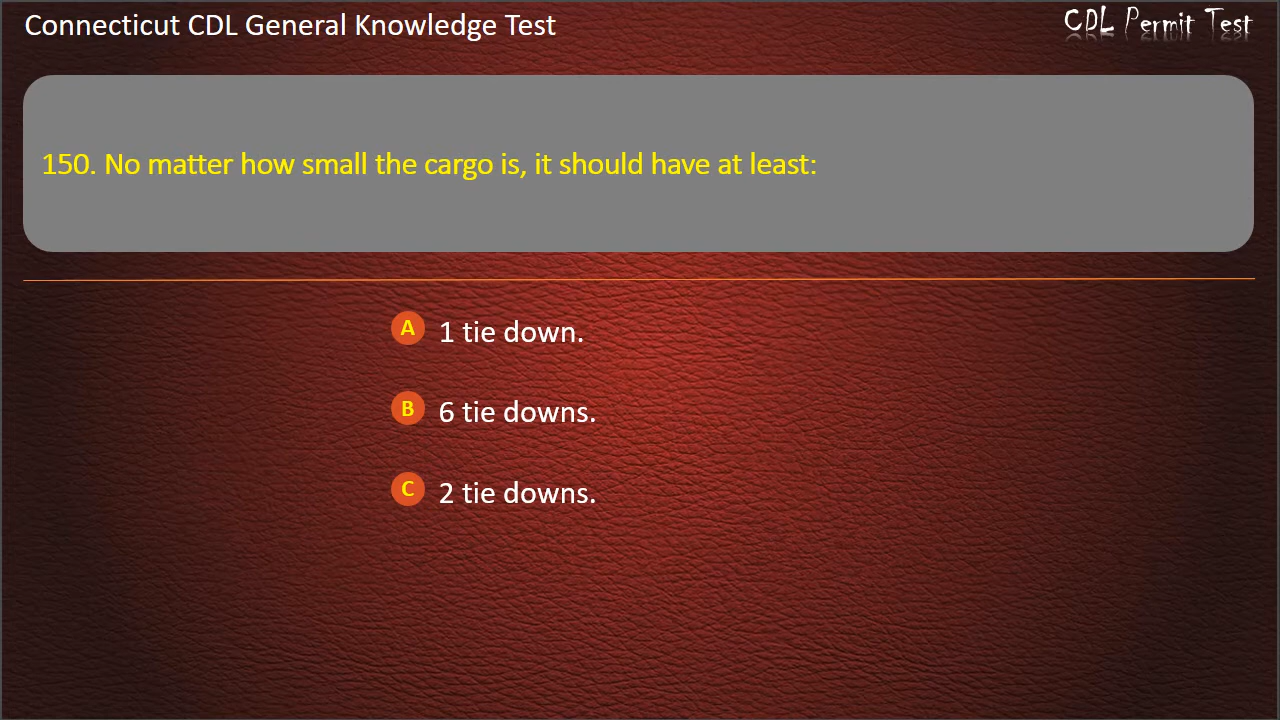 Connecticut CDL General Knowledge Test
CDL Permit Test
150. No matter how small the cargo is, it should have at least:
A 1 tie down.
B 6 tie downs.
C 2 tie downs.